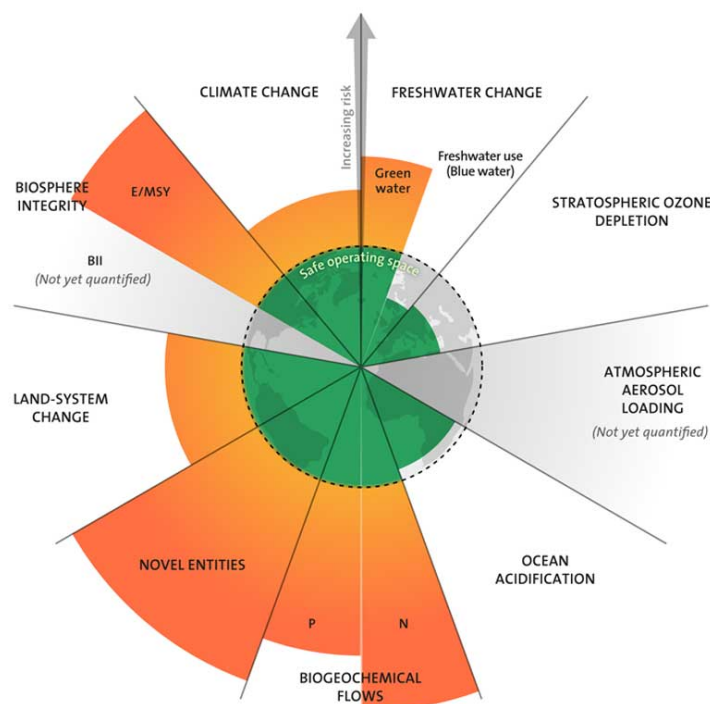 CLIMATE CHANGE
FRESHWATER CHANGE
Increasing risk
Freshwater use
(Blue water)
Green
water
BIOSPHERE
INTEGRITY
E/MSY
STRATOSPHERIC OZONE
DEPLETION
BII
(Not yet quantified)
Safe operating space
LAND-SYSTEM
CHANGE
ATMOSPHERIC
AEROSOL
LOADING
(Not yet quantified)
NOVEL ENTITIES
OCEAN
ACIDIFICATION
P
N
BIOGEOCHEMICAL
FLOWS